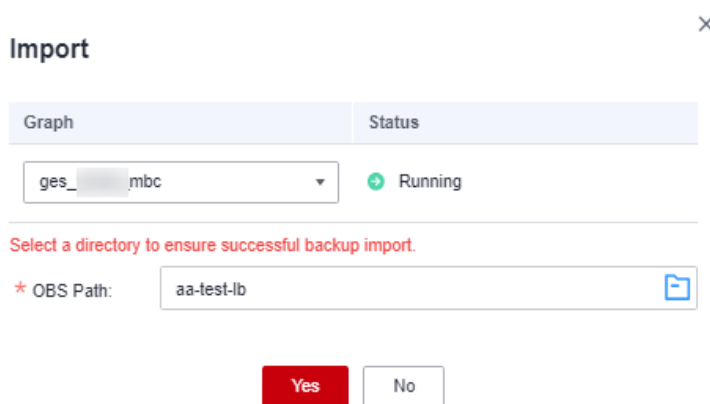 Import
Graph Status
ges_ mbc Running
Select a directory to ensure successful backup import.
* OBS Path: aa-test-lb
Yes No